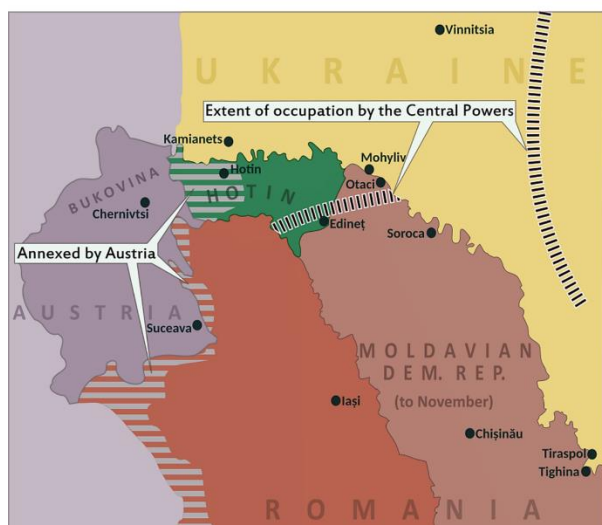 Vinnitsia
UKRAINE
Extent of occupation by the Central Powers
Kamianets
Mohyliv
Hotin
Otaci
BUKOVINA
HOTIN
Chernivtsi
Edineț
Soroca
Annexed by Austria
AUSTRIA
Suceava
MOLDAVIAN
DEM. REP.
(to November)
Iași
Chișinău
Tiraspol
Tighina
ROMANIA